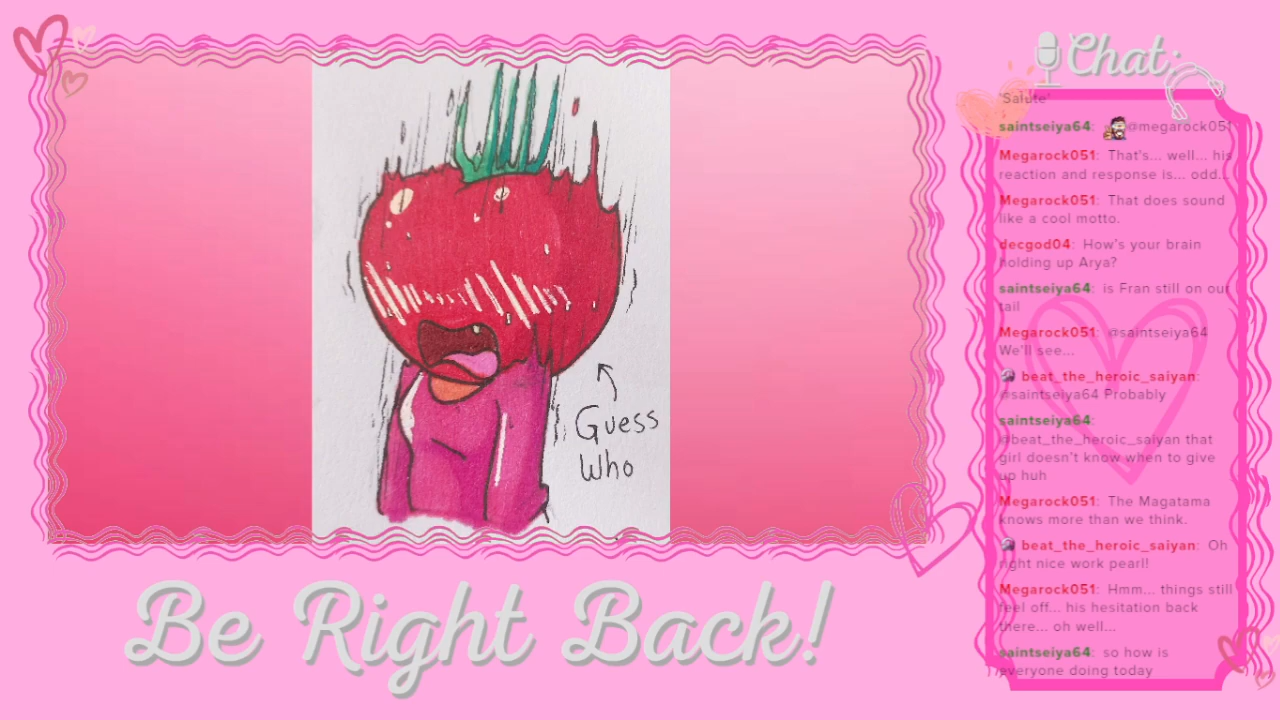 Guess
Who
Be Right Back!
Chat
'Salute'
saintseiya64: @megarock051
Megarock051: That's... well... his
reaction and response is... odd...
Megarock051: That does sound
like a cool motto.
decgod04: How's your brain
holding up Arya?
saintseiya64: is Fran still on our
tail
Megarock051: @saintseiya64
We'll see...
beat_the_heroic_saiyan:
@saintseiya64 Probably
saintseiya64:
@beat_the_heroic_saiyan that
girl doesn't know when to give
up huh
Megarock051: The Magatama
knows more than we think.
beat_the_heroic_saiyan: Oh
right nice work pearl!
Megarock051: Hmm... things still
feel off... his hesitation back
there... oh well...
saintseiya64: so how is
everyone doing today